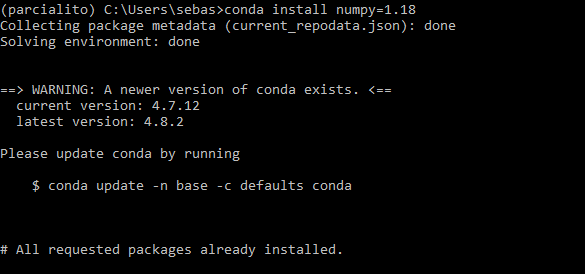 (parcialito) C:\Users\sebas>conda install numpy=1.18
Collecting package metadata (current_repodata.json): done
Solving environment: done
==> WARNING: A newer version of conda exists. <==
current version: 4.7.12
latest version: 4.8.2
Please update conda by running
$ conda update -n base -c defaults conda
# All requested packages already installed.